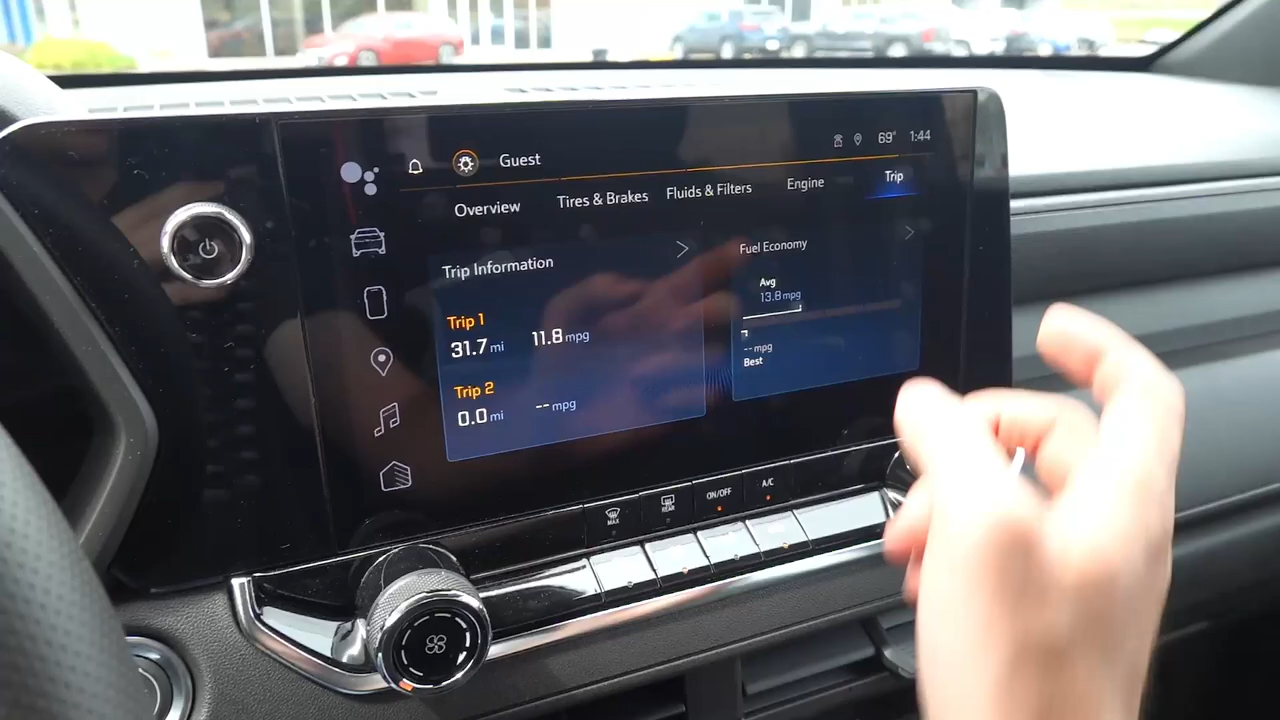 Guest
69° 1:44
Overview Tires & Brakes Fluids & Filters Engine Trip
Trip Information
Trip 1
31.7 mi 11.8 mpg
Trip 2
0.0 mi -- mpg
Fuel Economy
Avg
13.8 mpg
-- mpg
Best
MAX
REAR
ON/OFF
A/C